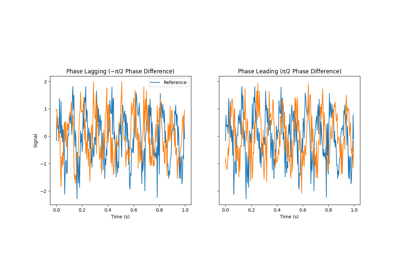 Phase Lagging (−π/2 Phase Difference)
Phase Leading (π/2 Phase Difference)
Reference
Signal
2
1
0
−1
−2
0.0 0.2 0.4 0.6 0.8 1.0
0.0 0.2 0.4 0.6 0.8 1.0
Time (s)
Time (s)